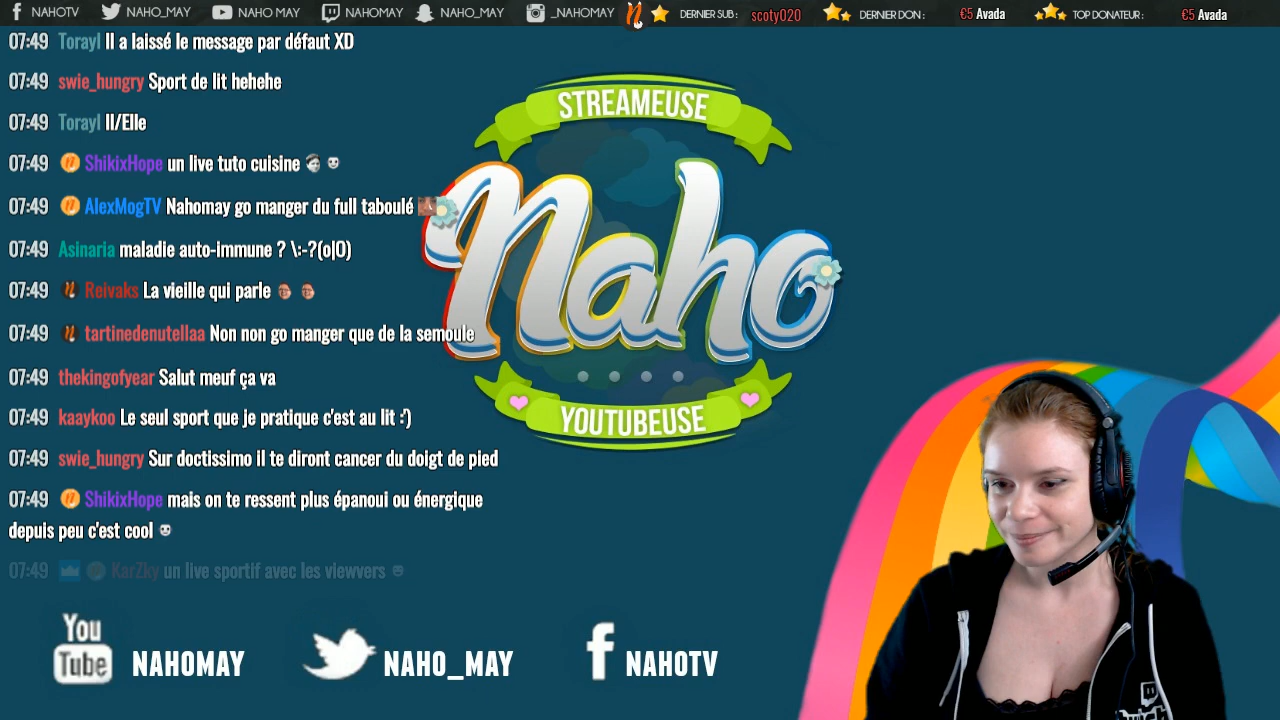 NAHOTV NAHO_MAY NAHO MAY NAHOMAY NAHO_MAY _NAHOMAY DERNIER SUB : scoty020 DERNIER DON : €5 Avada TOP DONATEUR : €5 Avada
07:49 Torayl Il a laissé le message par défaut XD
07:49 swie_hungry Sport de lit hehehe
07:49 Torayl Il/Elle
07:49 ShikixHope un live tuto cuisine
07:49 AlexMogTV Nahomay go manger du full taboulé
07:49 Asinaria maladie auto-immune ? \:-?(o|O)
07:49 Reivaks La vieille qui parle
07:49 tartinedenutellaa Non non go manger que de la semoule
07:49 thekingofyear Salut meuf ça va
07:49 kaaykoo Le seul sport que je pratique c'est au lit :')
07:49 swie_hungry Sur doctissimo il te diront cancer du doigt de pied
07:49 ShikixHope mais on te ressent plus épanoui ou énergique
depuis peu c'est cool
07:49 KarZky un live sportif avec les viewvers
STREAMEUSE
Naho
YOUTUBEUSE
You
Tube
NAHOMAY
NAHO_MAY
NAHOTV